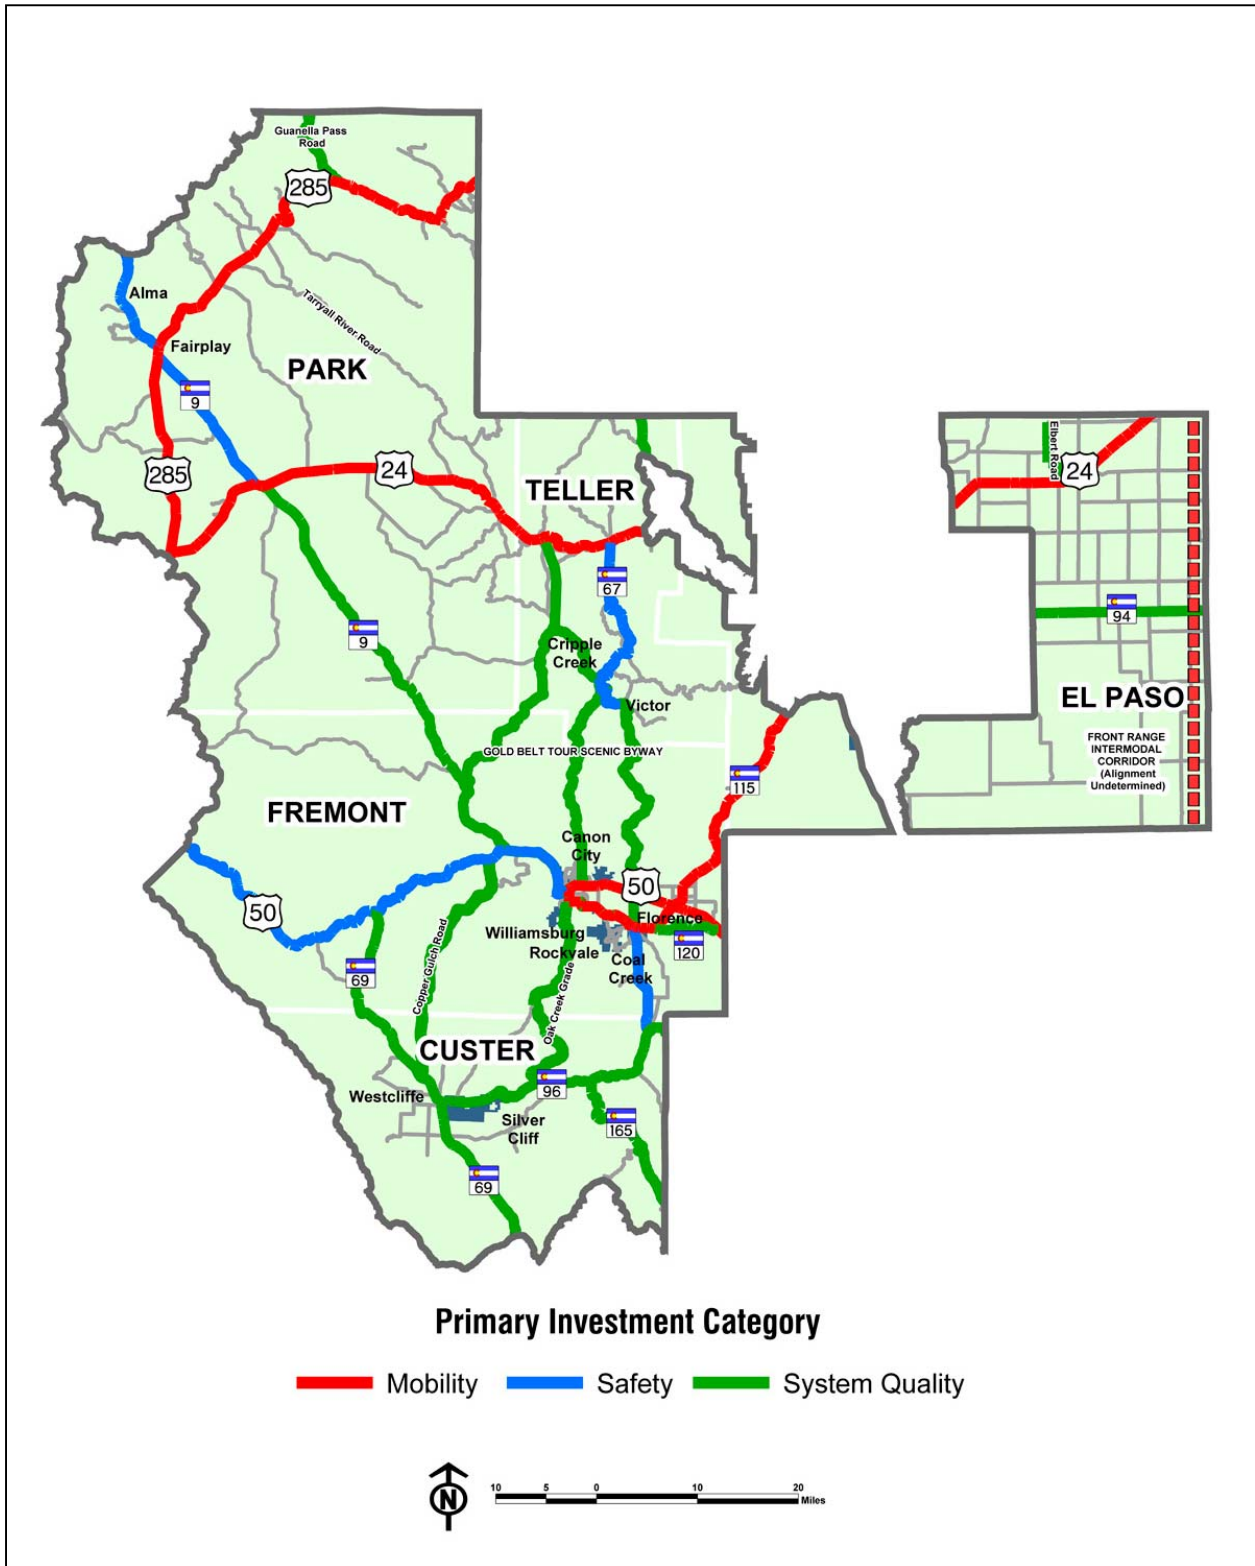 Guanella Pass
Road
285
Alma
Tarryall River Road
Fairplay
PARK
9
285
24
TELLER
Elbert Road
24
67
94
9
Cripple
Creek
EL PASO
Victor
FRONT RANGE
INTERMODAL
CORRIDOR
(Alignment
Undetermined)
GOLD BELT TOUR SCENIC BYWAY
115
FREMONT
Canon
City
50
50
Florence
Williamsburg
Rockvale
120
Coal
Creek
69
Copper Gulch Road
Oak Creek Grade
CUSTER
96
Westcliffe
Silver
Cliff
165
69
Primary Investment Category
Mobility
Safety
System Quality
N
10 5 0 10 20
Miles